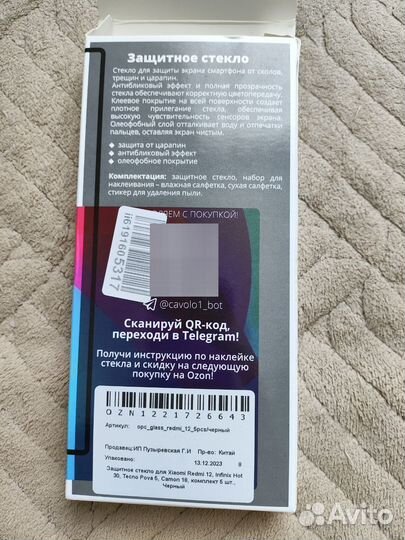 Защитное стекло
Стекло для защиты экрана смартфона от сколов,
трещин и царапин.
Антибликовый эффект и полная прозрачность
стекла обеспечивают корректную цветопередачу.
Клеевое покрытие на всей поверхности создает
плотное прилегание стекла, обеспечивая
высокую чувствительность сенсоров экрана.
Олеофобный слой отталкивает воду и отпечатки
пальцев, оставляя экран чистым.
защита от царапин
антибликовый эффект
олеофобное покрытие
Комплектация: защитное стекло, набор для
наклеивания – влажная салфетка, сухая салфетка,
стикер для удаления пыли.
С ПОКУПКОЙ!
ii6191605317
@cavolo1_bot
Сканируй QR-код,
переходи в Telegram!
Получи инструкцию по наклейке
стекла и скидку на следующую
покупку на Ozon!
OZN1221726643
Артикул: opc_glass_redmi_12_5pcs/черный
Продавец: ИП Пузыревская Г.И Пр-во: Китай
Упаковано: 13.12.2023 8
Защитное стекло для Xiaomi Redmi 12, Infinix Hot
30, Tecno Pova 5, Camon 18, комплект 5 шт.,
Черный
Avito